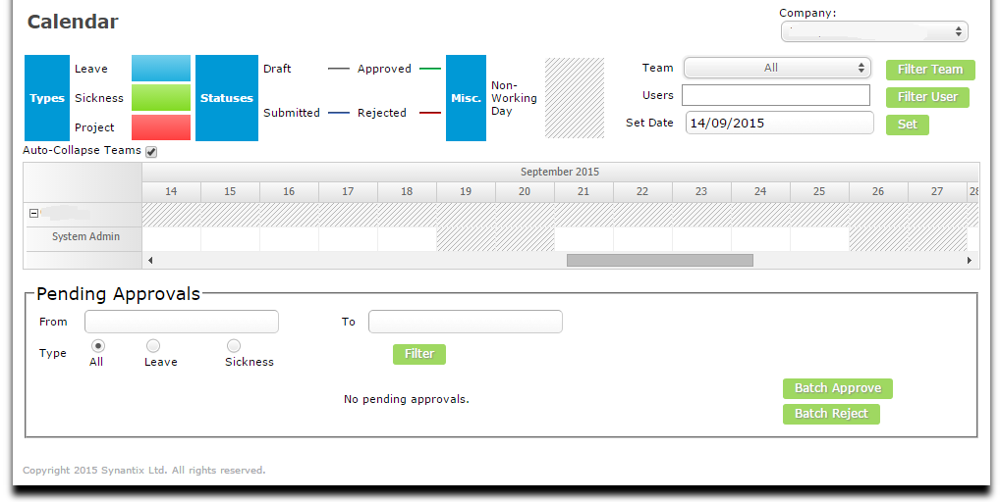 Calendar
Company:
Types
Leave
Sickness
Project
Statuses
Draft
Approved
Submitted
Rejected
Misc.
Non-
Working
Day
Team All Filter Team
Users Filter User
Set Date 14/09/2015 Set
Auto-Collapse Teams
September 2015
14 15 16 17 18 19 20 21 22 23 24 25 26 27 28
System Admin
Pending Approvals
From To
Type All Leave Sickness Filter
No pending approvals.
Batch Approve
Batch Reject
Copyright 2015 Synantix Ltd. All rights reserved.